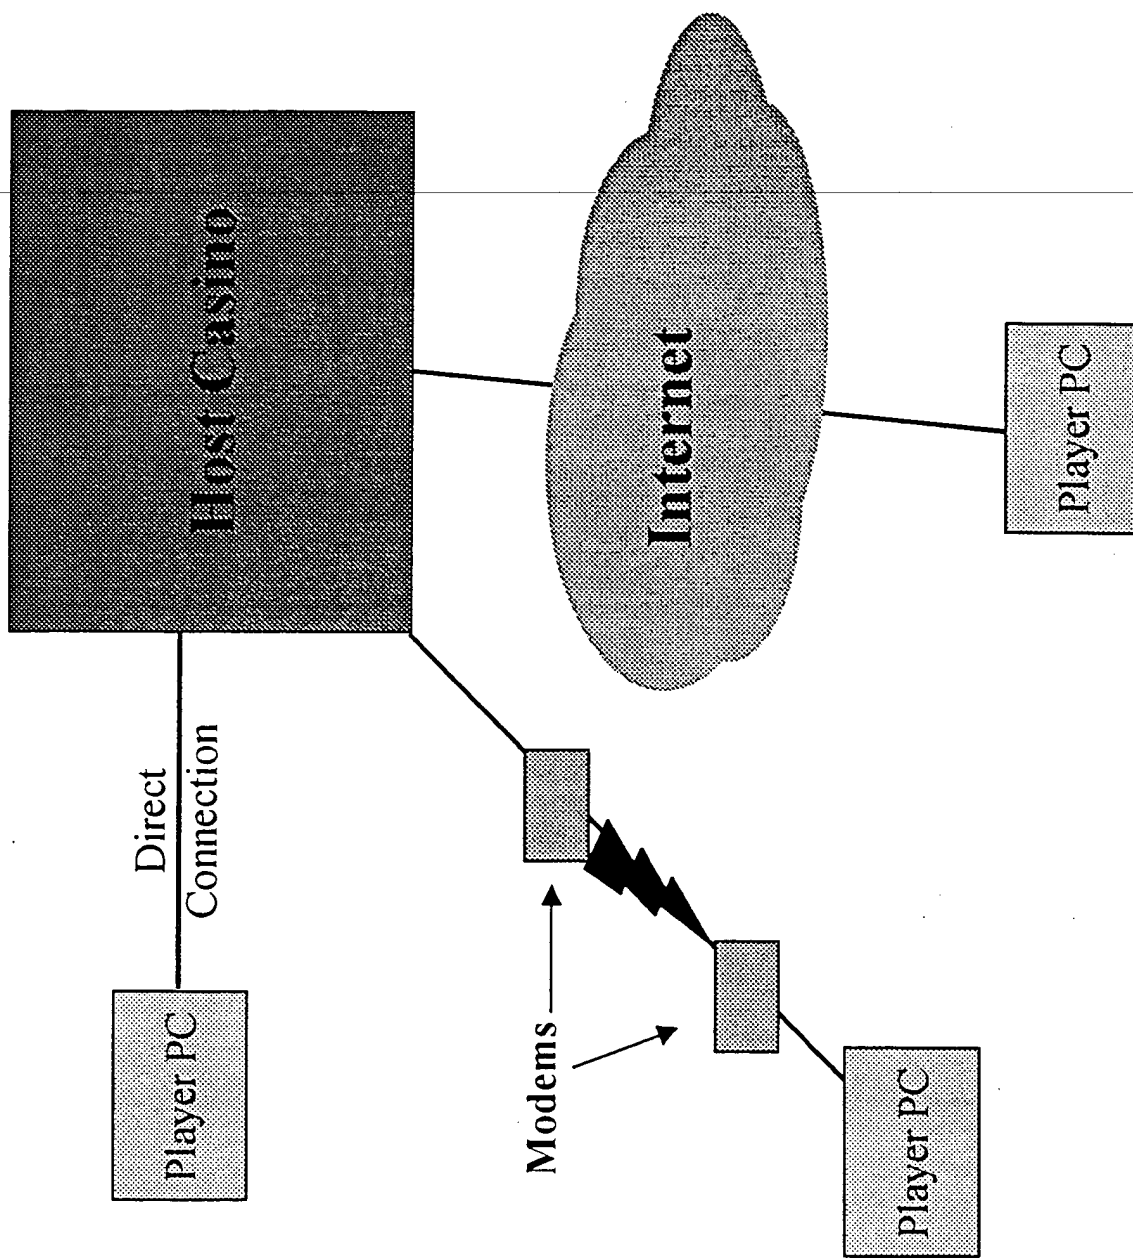 Player PC
Direct
Connection
Host Casino
Modems
Player PC
Internet
Player PC